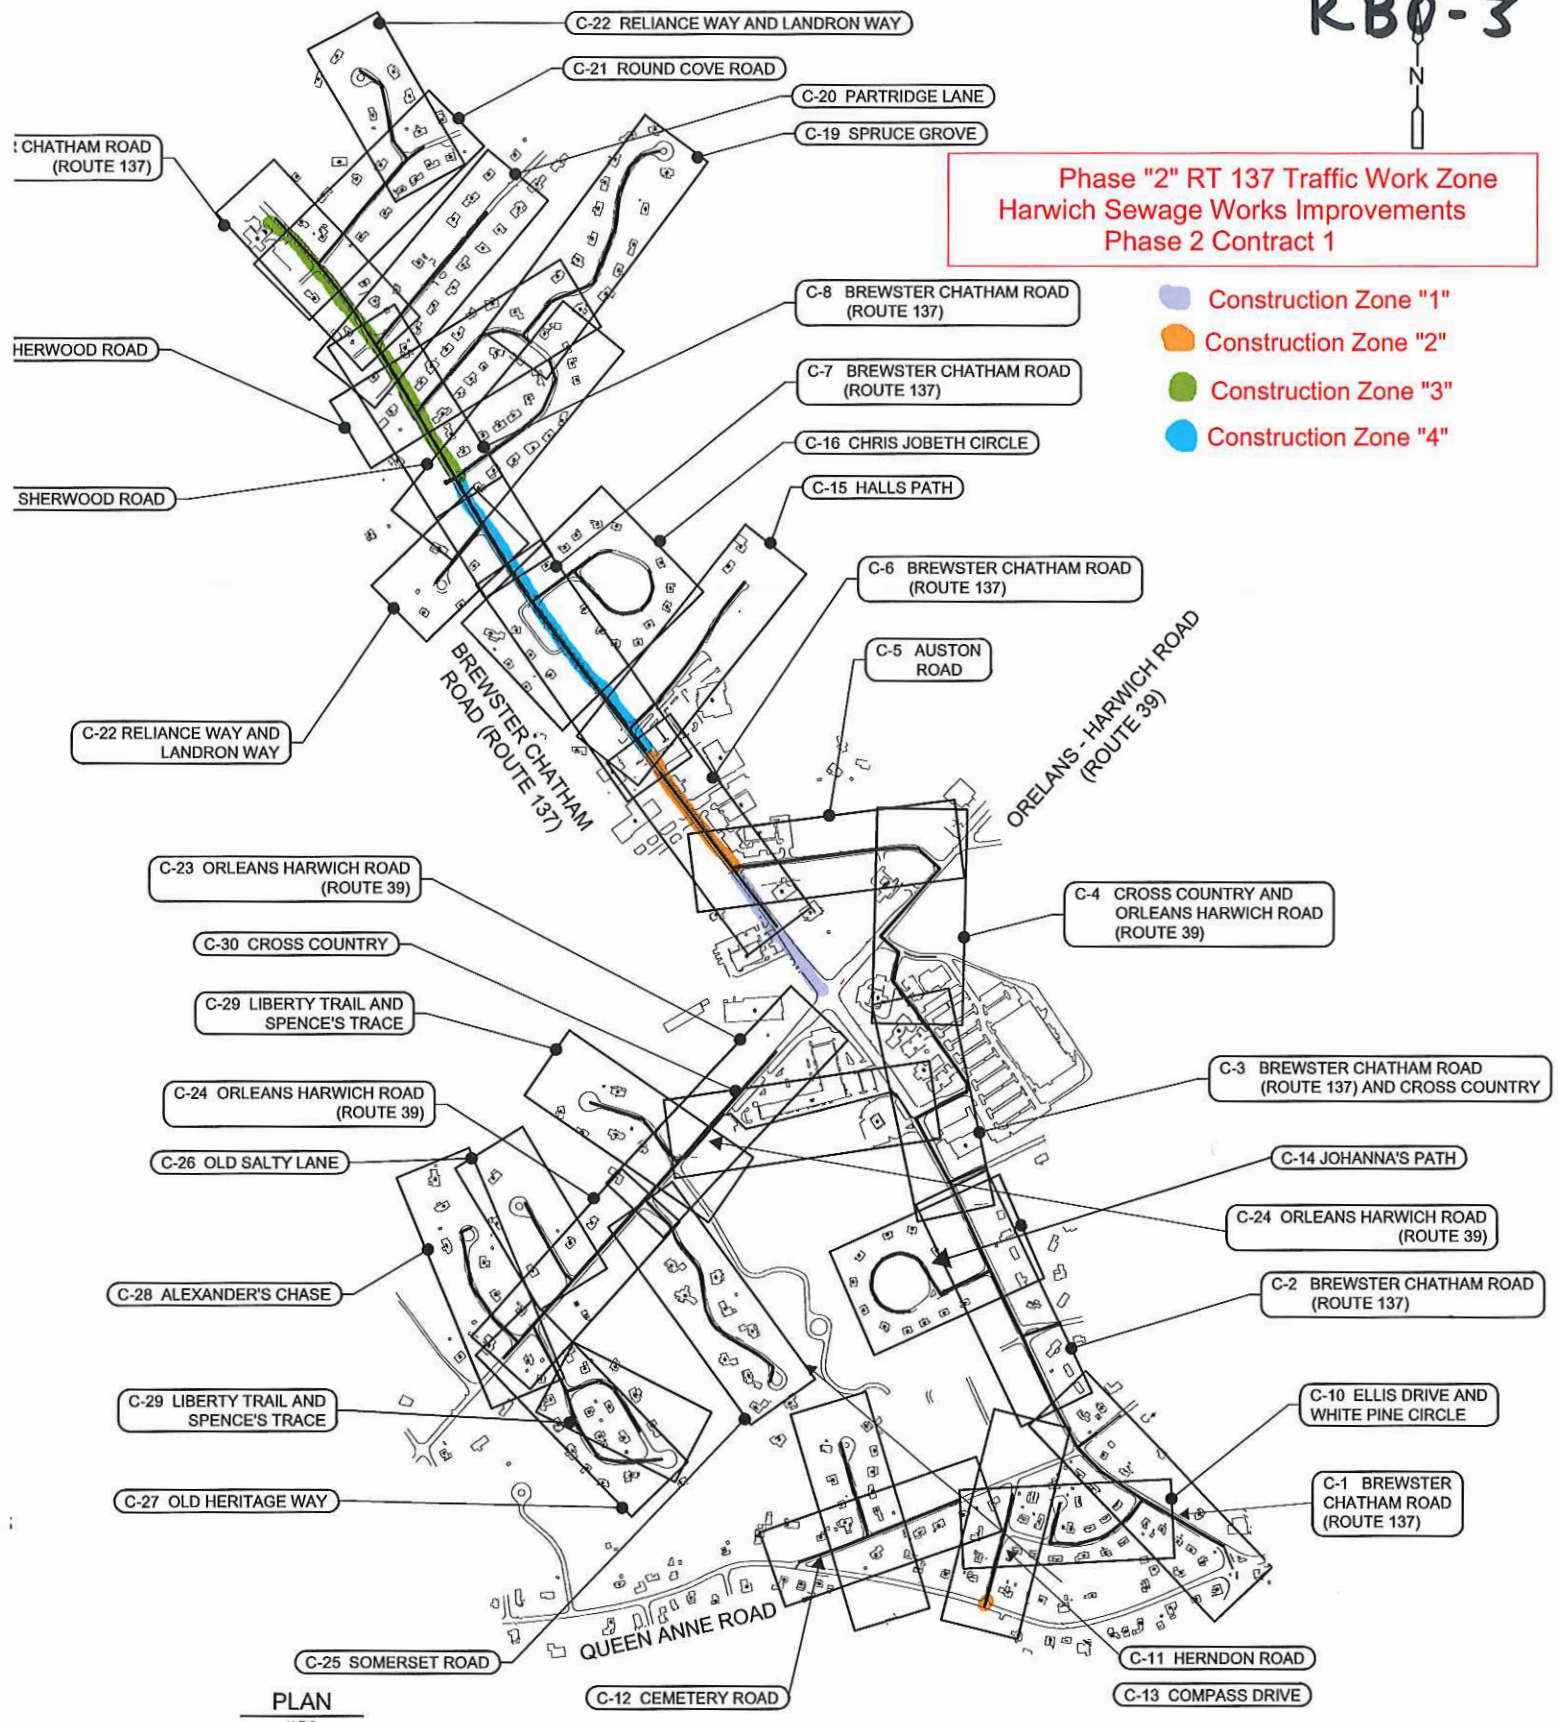 C-22 RELIANCE WAY AND LANDRON WAY
KBO-3
C-21 ROUND COVE ROAD
N
C-20 PARTRIDGE LANE
C-19 SPRUCE GROVE
CHATHAM ROAD
(ROUTE 137)
Phase "2" RT 137 Traffic Work Zone
Harwich Sewage Works Improvements
Phase 2 Contract 1
C-8 BREWSTER CHATHAM ROAD
(ROUTE 137)
Construction Zone "1"
Construction Zone "2"
Construction Zone "3"
Construction Zone "4"
HERWOOD ROAD
C-7 BREWSTER CHATHAM ROAD
(ROUTE 137)
C-16 CHRIS JOBETH CIRCLE
SHERWOOD ROAD
C-15 HALLS PATH
C-6 BREWSTER CHATHAM ROAD
(ROUTE 137)
C-5 AUSTON
ROAD
ORELANS - HARWICH ROAD
(ROUTE 39)
BREWSTER CHATHAM
ROAD (ROUTE 137)
C-22 RELIANCE WAY AND
LANDRON WAY
C-23 ORLEANS HARWICH ROAD
(ROUTE 39)
C-4 CROSS COUNTRY AND
ORLEANS HARWICH ROAD
(ROUTE 39)
C-30 CROSS COUNTRY
C-29 LIBERTY TRAIL AND
SPENCE'S TRACE
C-3 BREWSTER CHATHAM ROAD
(ROUTE 137) AND CROSS COUNTRY
C-24 ORLEANS HARWICH ROAD
(ROUTE 39)
C-26 OLD SALTY LANE
C-14 JOHANNA'S PATH
C-24 ORLEANS HARWICH ROAD
(ROUTE 39)
C-28 ALEXANDER'S CHASE
C-2 BREWSTER CHATHAM ROAD
(ROUTE 137)
C-29 LIBERTY TRAIL AND
SPENCE'S TRACE
C-10 ELLIS DRIVE AND
WHITE PINE CIRCLE
C-27 OLD HERITAGE WAY
C-1 BREWSTER
CHATHAM ROAD
(ROUTE 137)
QUEEN ANNE ROAD
C-25 SOMERSET ROAD
C-11 HERNDON ROAD
C-12 CEMETERY ROAD
C-13 COMPASS DRIVE
PLAN